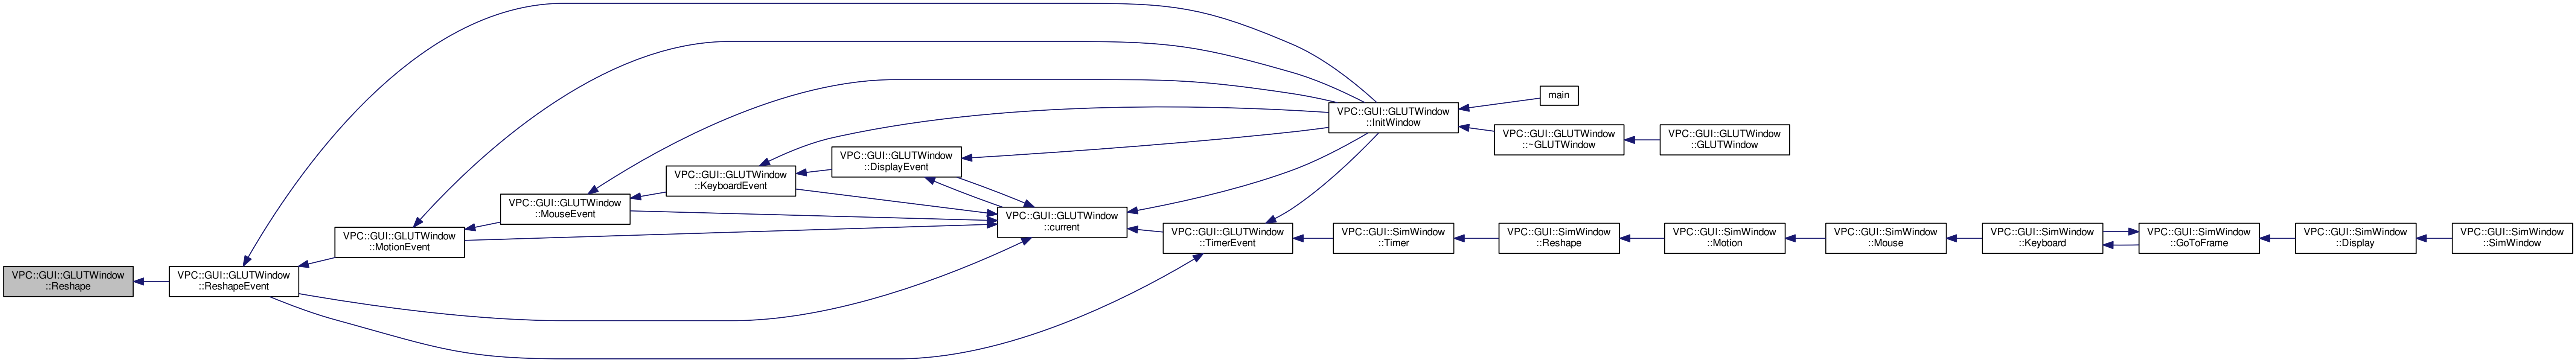 VPC::GUI::GLUTWindow
::Reshape
VPC::GUI::GLUTWindow
::ReshapeEvent
VPC::GUI::GLUTWindow
::MotionEvent
VPC::GUI::GLUTWindow
::MouseEvent
VPC::GUI::GLUTWindow
::KeyboardEvent
VPC::GUI::GLUTWindow
::DisplayEvent
VPC::GUI::GLUTWindow
::current
VPC::GUI::GLUTWindow
::TimerEvent
VPC::GUI::GLUTWindow
::InitWindow
main
VPC::GUI::GLUTWindow
::~GLUTWindow
VPC::GUI::GLUTWindow
::GLUTWindow
VPC::GUI::SimWindow
::Timer
VPC::GUI::SimWindow
::Reshape
VPC::GUI::SimWindow
::Motion
VPC::GUI::SimWindow
::Mouse
VPC::GUI::SimWindow
::Keyboard
VPC::GUI::SimWindow
::GoToFrame
VPC::GUI::SimWindow
::Display
VPC::GUI::SimWindow
::SimWindow